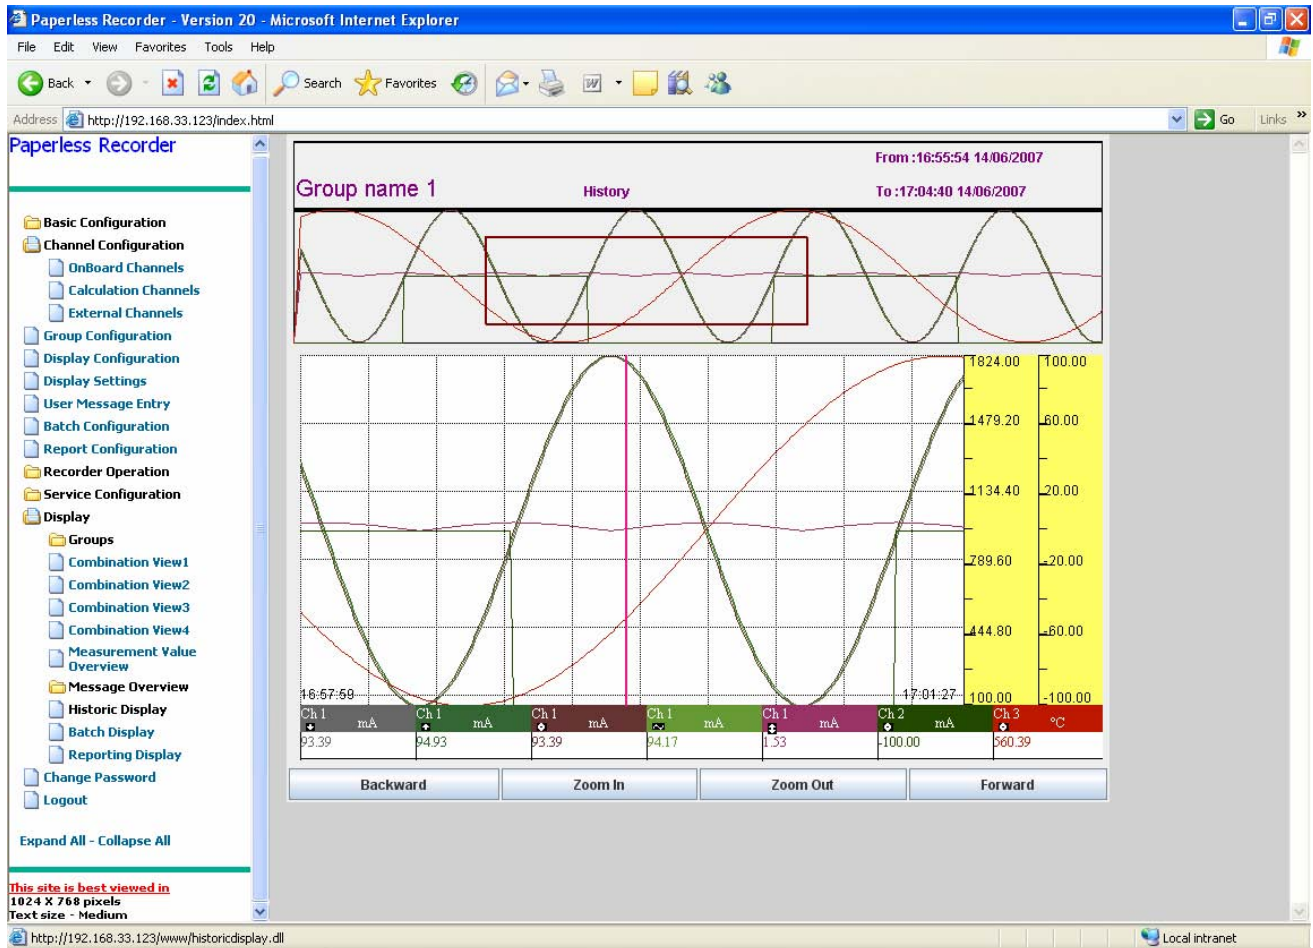 Paperless Recorder - Version 20 - Microsoft Internet Explorer
File Edit View Favorites Tools Help
Back Search Favorites
Address http://192.168.33.123/index.html Go Links »
Paperless Recorder
Basic Configuration
Channel Configuration
OnBoard Channels
Calculation Channels
External Channels
Group Configuration
Display Configuration
Display Settings
User Message Entry
Batch Configuration
Report Configuration
Recorder Operation
Service Configuration
Display
Groups
Combination View1
Combination View2
Combination View3
Combination View4
Measurement Value
Overview
Message Overview
Historic Display
Batch Display
Reporting Display
Change Password
Logout
Expand All - Collapse All
This site is best viewed in
1024 X 768 pixels
Text size - Medium
From :16:55:54 14/06/2007
Group name 1 History To :17:04:40 14/06/2007
1824.00 100.00
1479.20 60.00
1134.40 20.00
789.60 -20.00
444.80 -60.00
16:57:59 17:01:27 100.00 -100.00
Ch 1 mA Ch 1 mA Ch 1 mA Ch 1 mA Ch 1 mA Ch 2 mA Ch 3 °C
93.39 94.93 93.39 94.17 1.53 -100.00 560.39
Backward Zoom In Zoom Out Forward
http://192.168.33.123/www/historicdisplay.dll Local intranet